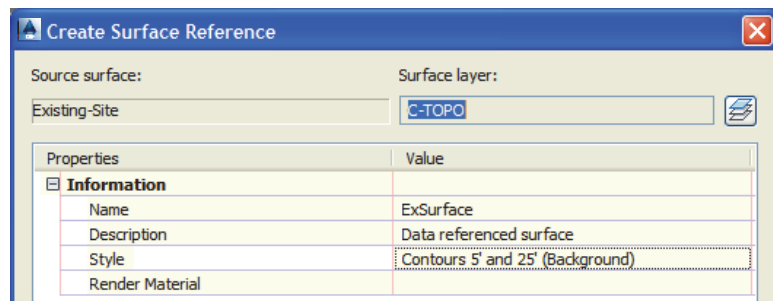 Create Surface Reference
Source surface: Surface layer:
Existing-Site C-TOPO
Properties Value
Information
Name ExSurface
Description Data referenced surface
Style Contours 5' and 25' (Background)
Render Material